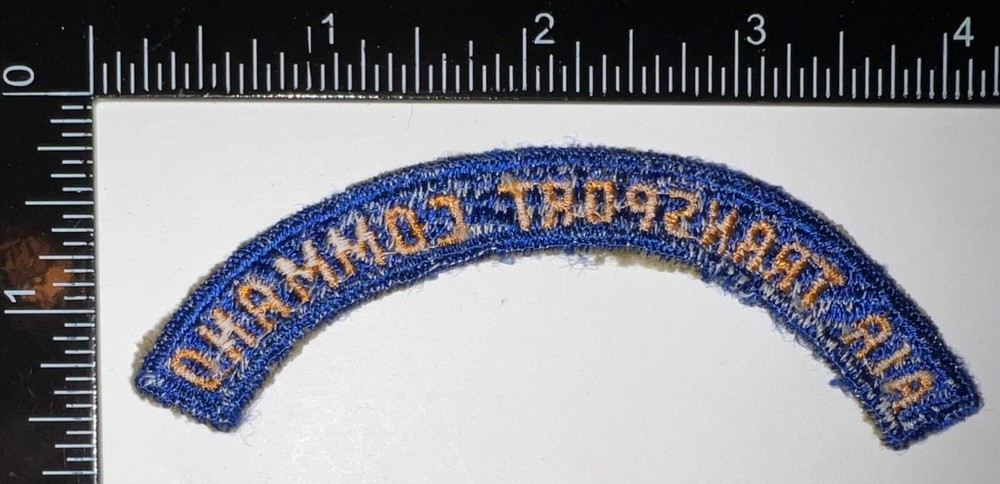 0 1 2 3 4
1
AIR TRANSPORT COMMAND